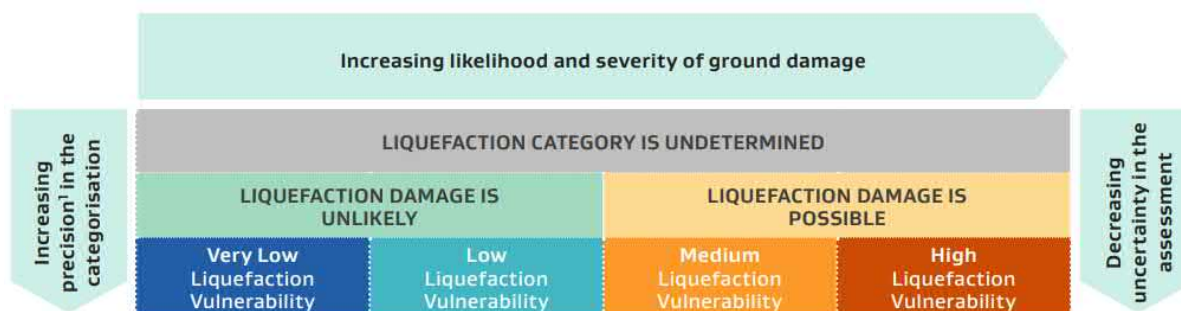 Increasing likelihood and severity of ground damage
Increasing
precision¹ in the
categorisation
LIQUEFACTION CATEGORY IS UNDETERMINED
LIQUEFACTION DAMAGE IS
UNLIKELY
LIQUEFACTION DAMAGE IS
POSSIBLE
Very Low
Liquefaction
Vulnerability
Low
Liquefaction
Vulnerability
Medium
Liquefaction
Vulnerability
High
Liquefaction
Vulnerability
Decreasing
uncertainty in the
assessment